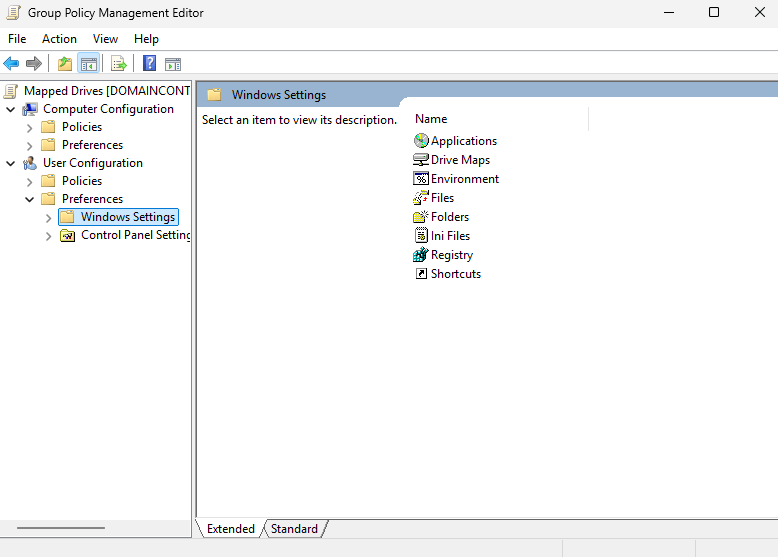 Group Policy Management Editor
File Action View Help
Mapped Drives [DOMAINCONT
Computer Configuration
Policies
Preferences
User Configuration
Policies
Preferences
Windows Settings
Control Panel Setting
Windows Settings
Select an item to view its description.
Name
Applications
Drive Maps
Environment
Files
Folders
Ini Files
Registry
Shortcuts
Extended Standard